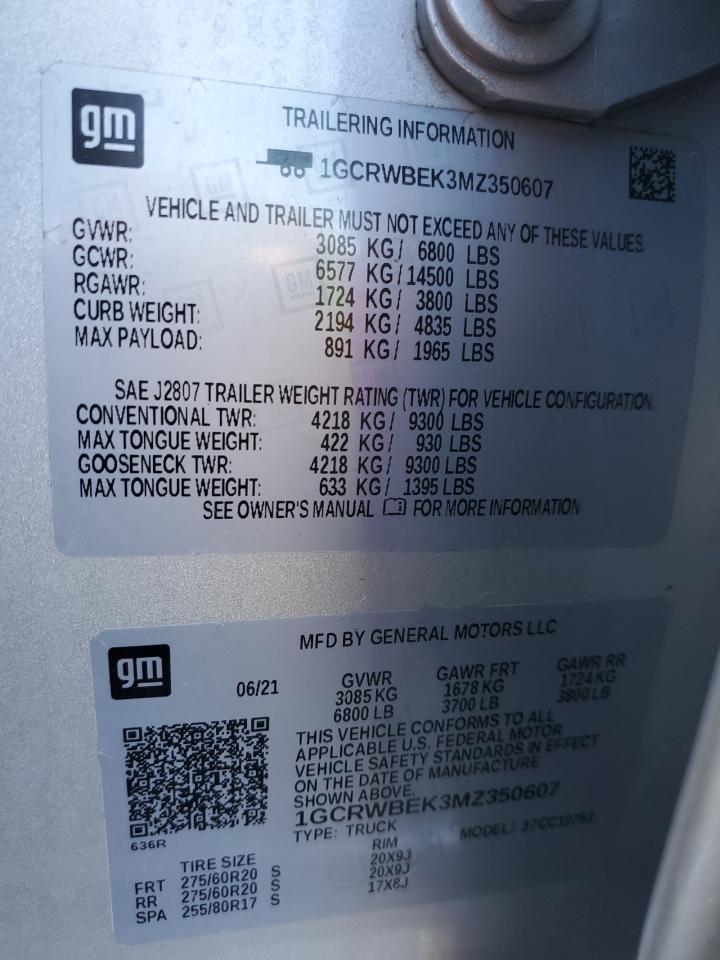 gm
TRAILERING INFORMATION
1GCRWBEK3MZ350607
VEHICLE AND TRAILER MUST NOT EXCEED ANY OF THESE VALUES.
GVWR: 3085 KG/ 6800 LBS
GCWR: 6577 KG/14500 LBS
RGAWR: 1724 KG/ 3800 LBS
CURB WEIGHT: 2194 KG/ 4835 LBS
MAX PAYLOAD: 891 KG/ 1965 LBS
SAE J2807 TRAILER WEIGHT RATING (TWR) FOR VEHICLE CONFIGURATION.
CONVENTIONAL TWR: 4218 KG/ 9300 LBS
MAX TONGUE WEIGHT: 422 KG/ 930 LBS
GOOSENECK TWR: 4218 KG/ 9300 LBS
MAX TONGUE WEIGHT: 633 KG/ 1395 LBS
SEE OWNER'S MANUAL FOR MORE INFORMATION
gm
MFD BY GENERAL MOTORS LLC
06/21
GVWR GAWR FRT GAWR RR
3085 KG 1678 KG 1724 KG
6800 LB 3700 LB 3800 LB
THIS VEHICLE CONFORMS TO ALL
APPLICABLE U.S. FEDERAL MOTOR
VEHICLE SAFETY STANDARDS IN EFFECT
ON THE DATE OF MANUFACTURE
SHOWN ABOVE.
1GCRWBEK3MZ350607
TYPE: TRUCK MODEL: 37CC10753
636R
TIRE SIZE RIM
FRT 275/60R20 S 20X9J
RR 275/60R20 S 20X9J
SPA 255/80R17 S 17X8J